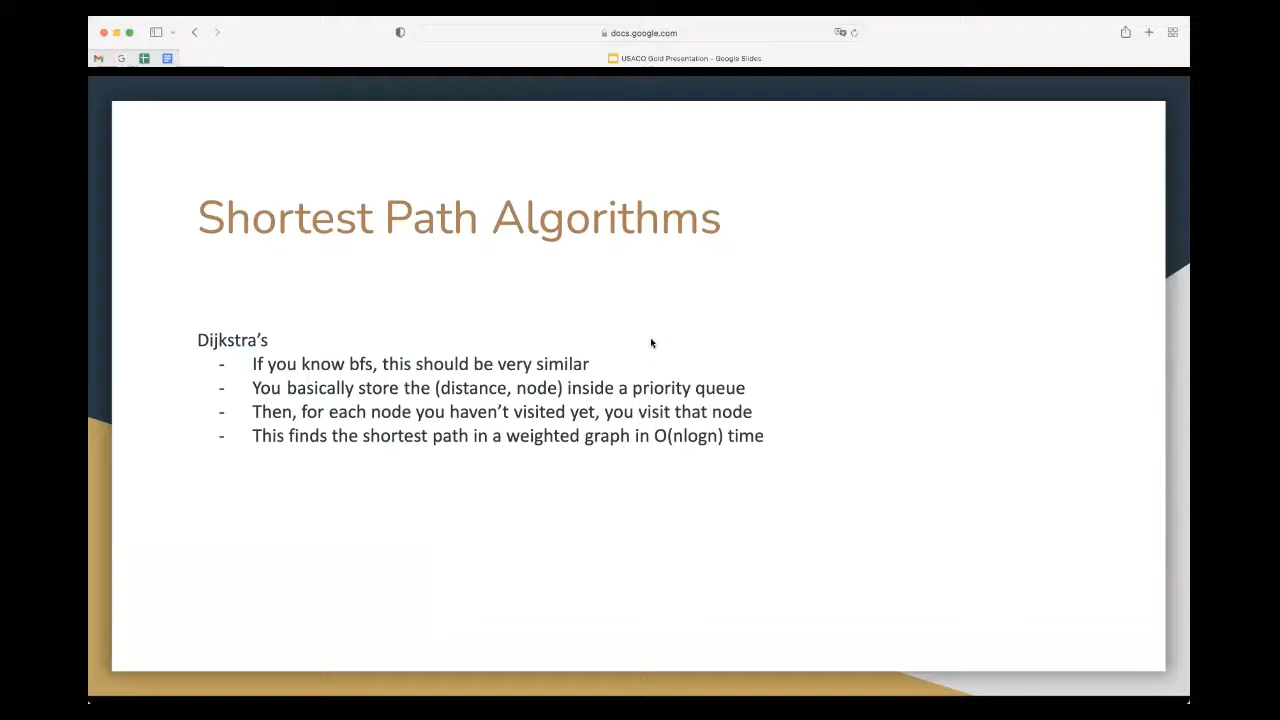 docs.google.com
USACO Gold Presentation - Google Slides
Shortest Path Algorithms
Dijkstra’s
- If you know bfs, this should be very similar
- You basically store the (distance, node) inside a priority queue
- Then, for each node you haven’t visited yet, you visit that node
- This finds the shortest path in a weighted graph in O(nlogn) time